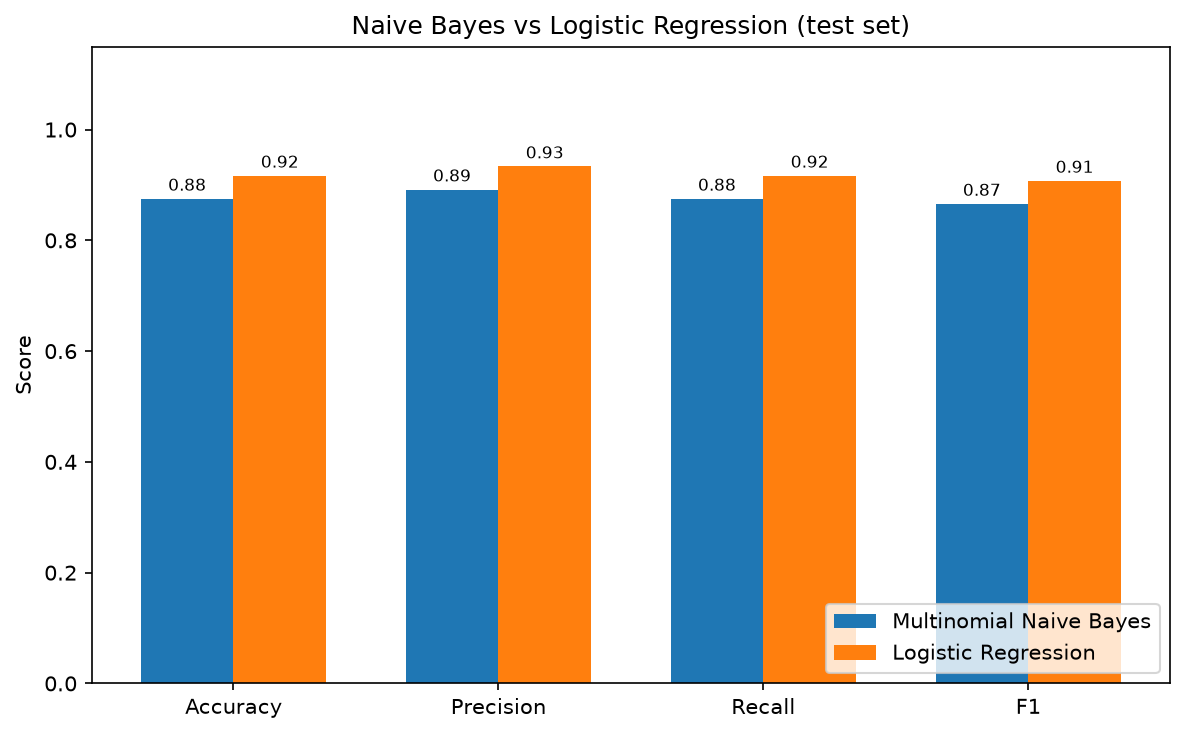 Naive Bayes vs Logistic Regression (test set)
Score
1.0
0.8
0.6
0.4
0.2
0.0
0.88
0.92
0.89
0.93
0.88
0.92
0.87
0.91
Multinomial Naive Bayes
Logistic Regression
Accuracy
Precision
Recall
F1